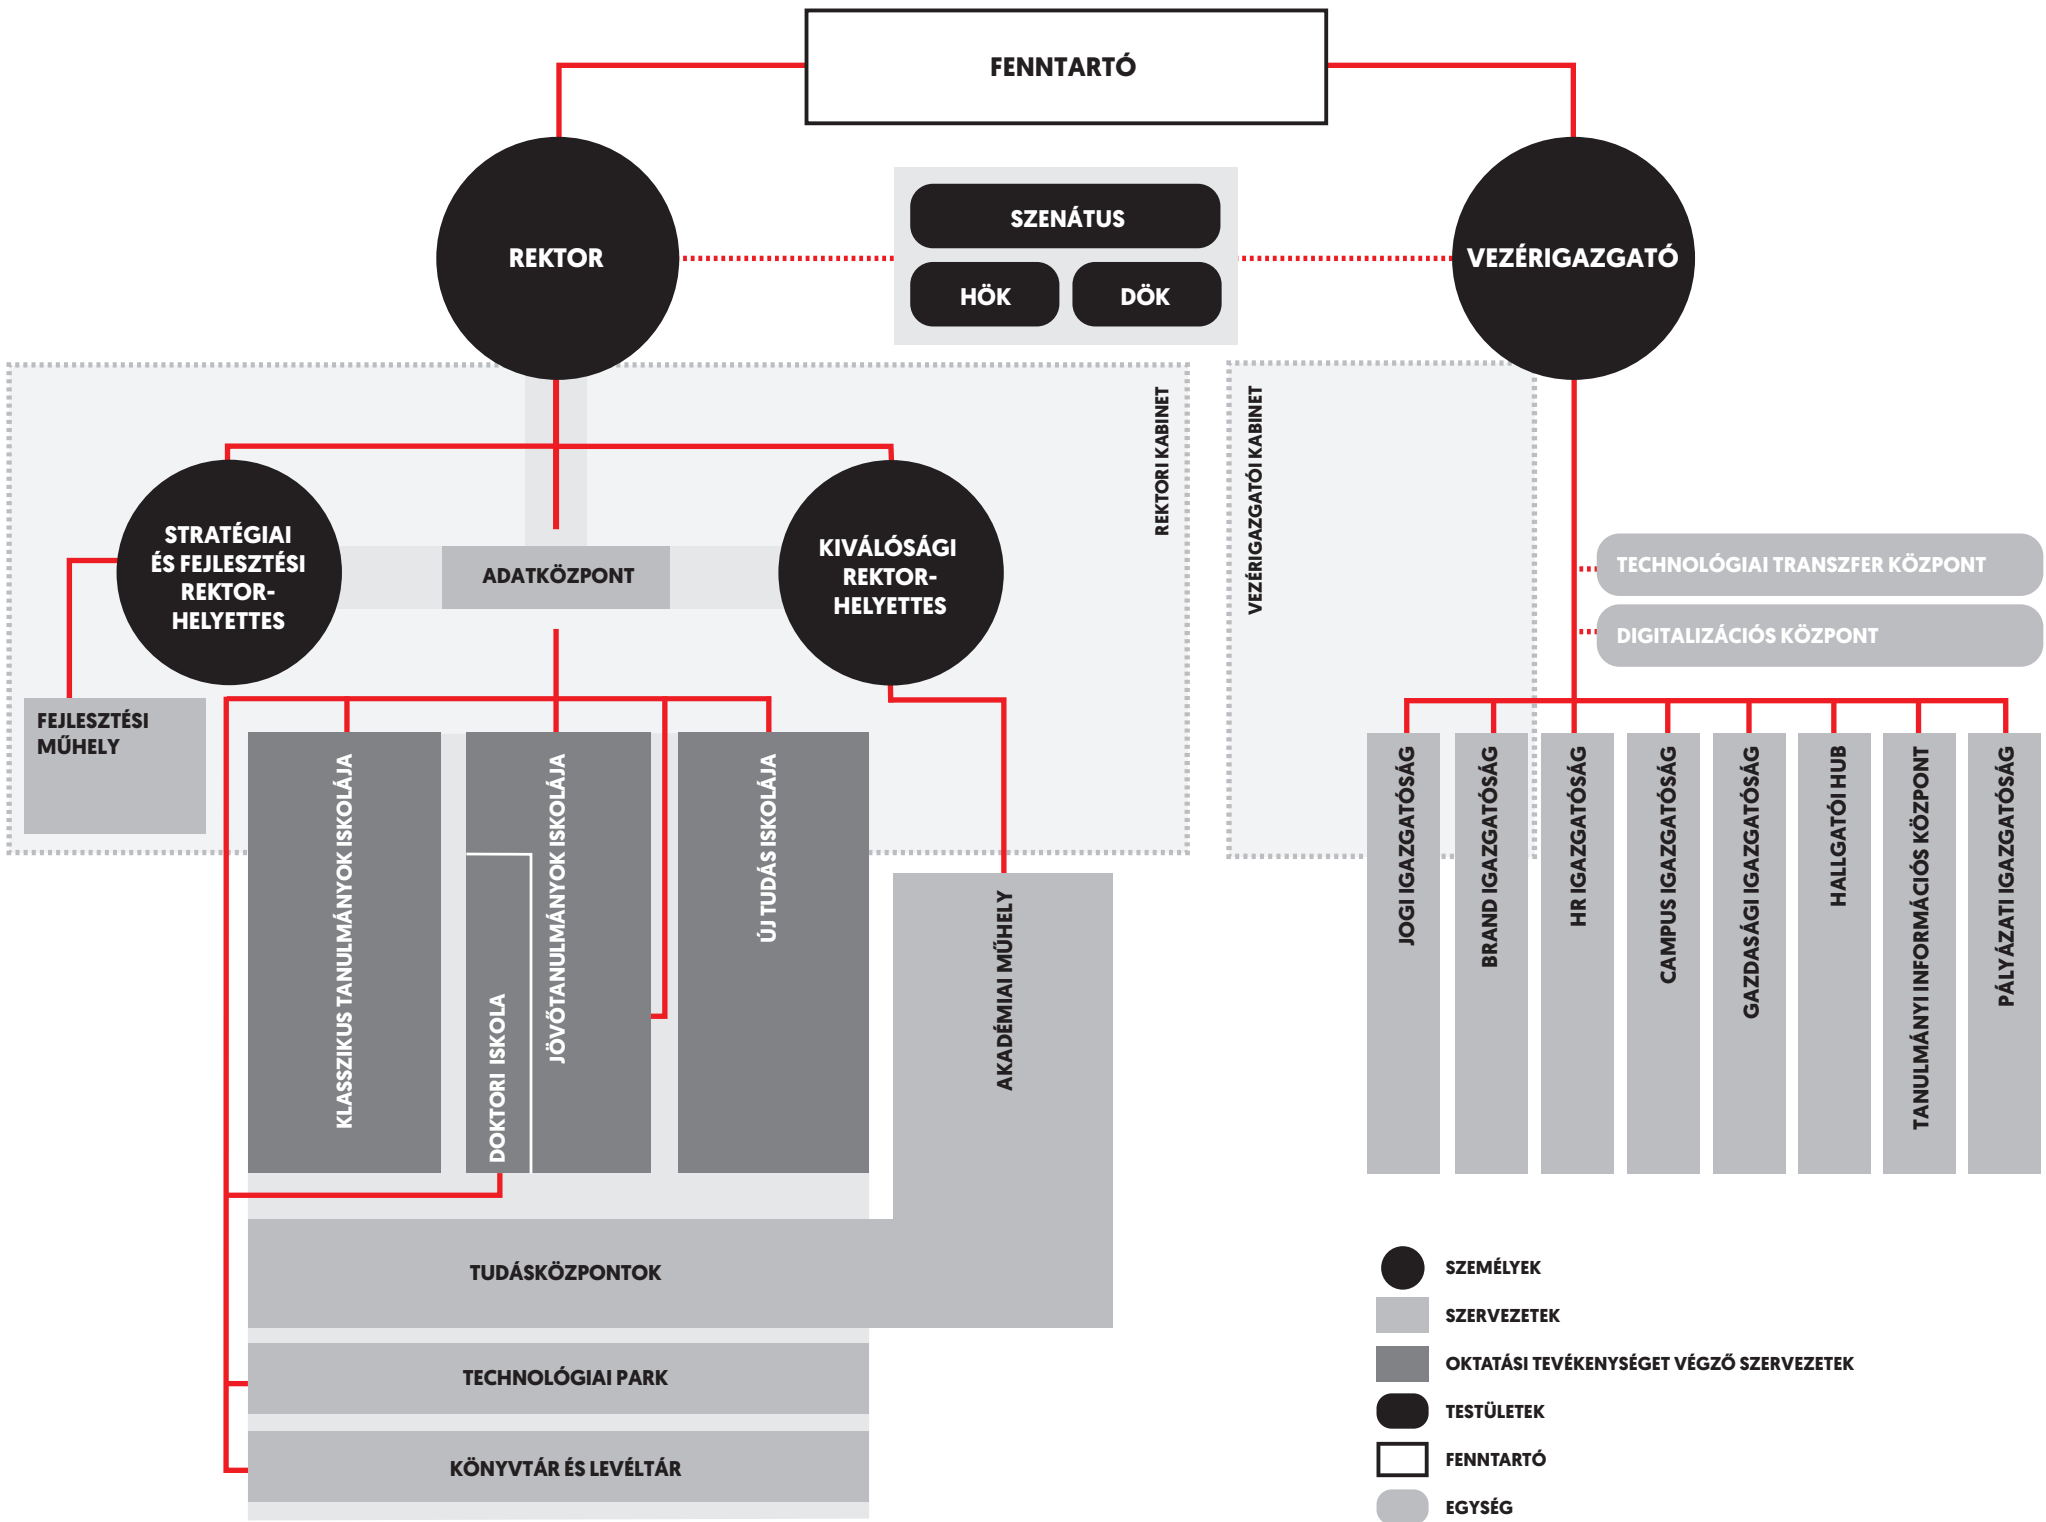 FENNTARTÓ
REKTOR
SZENÁTUS
HÖK
DÖK
VEZÉRIGAZGATÓ
REKTORI KABINET
VEZÉRIGAZGATÓI KABINET
STRATÉGIAI
ÉS FEJLESZTÉSI
REKTOR-
HELYETTES
ADATKÖZPONT
KIVÁLÓSÁGI
REKTOR-
HELYETTES
TECHNOLÓGIAI TRANSZFER KÖZPONT
DIGITALIZÁCIÓS KÖZPONT
FEJLESZTÉSI
MŰHELY
KLASSZIKUS TANULMÁNYOK ISKOLÁJA
DOKTORI ISKOLA
JÖVŐTANULMÁNYOK ISKOLÁJA
ÚJ TUDÁS ISKOLÁJA
AKADÉMIAI MŰHELY
JOGI IGAZGATÓSÁG
BRAND IGAZGATÓSÁG
HR IGAZGATÓSÁG
CAMPUS IGAZGATÓSÁG
GAZDASÁGI IGAZGATÓSÁG
HALLGATÓI HUB
TANULMÁNYI INFORMÁCIÓS KÖZPONT
PÁLYÁZATI IGAZGATÓSÁG
TUDÁSKÖZPONTOK
TECHNOLÓGIAI PARK
KÖNYVTÁR ÉS LEVÉLTÁR
SZEMÉLYEK
SZERVEZETEK
OKTATÁSI TEVÉKENYSÉGET VÉGZŐ SZERVEZETEK
TESTÜLETEK
FENNTARTÓ
EGYSÉG